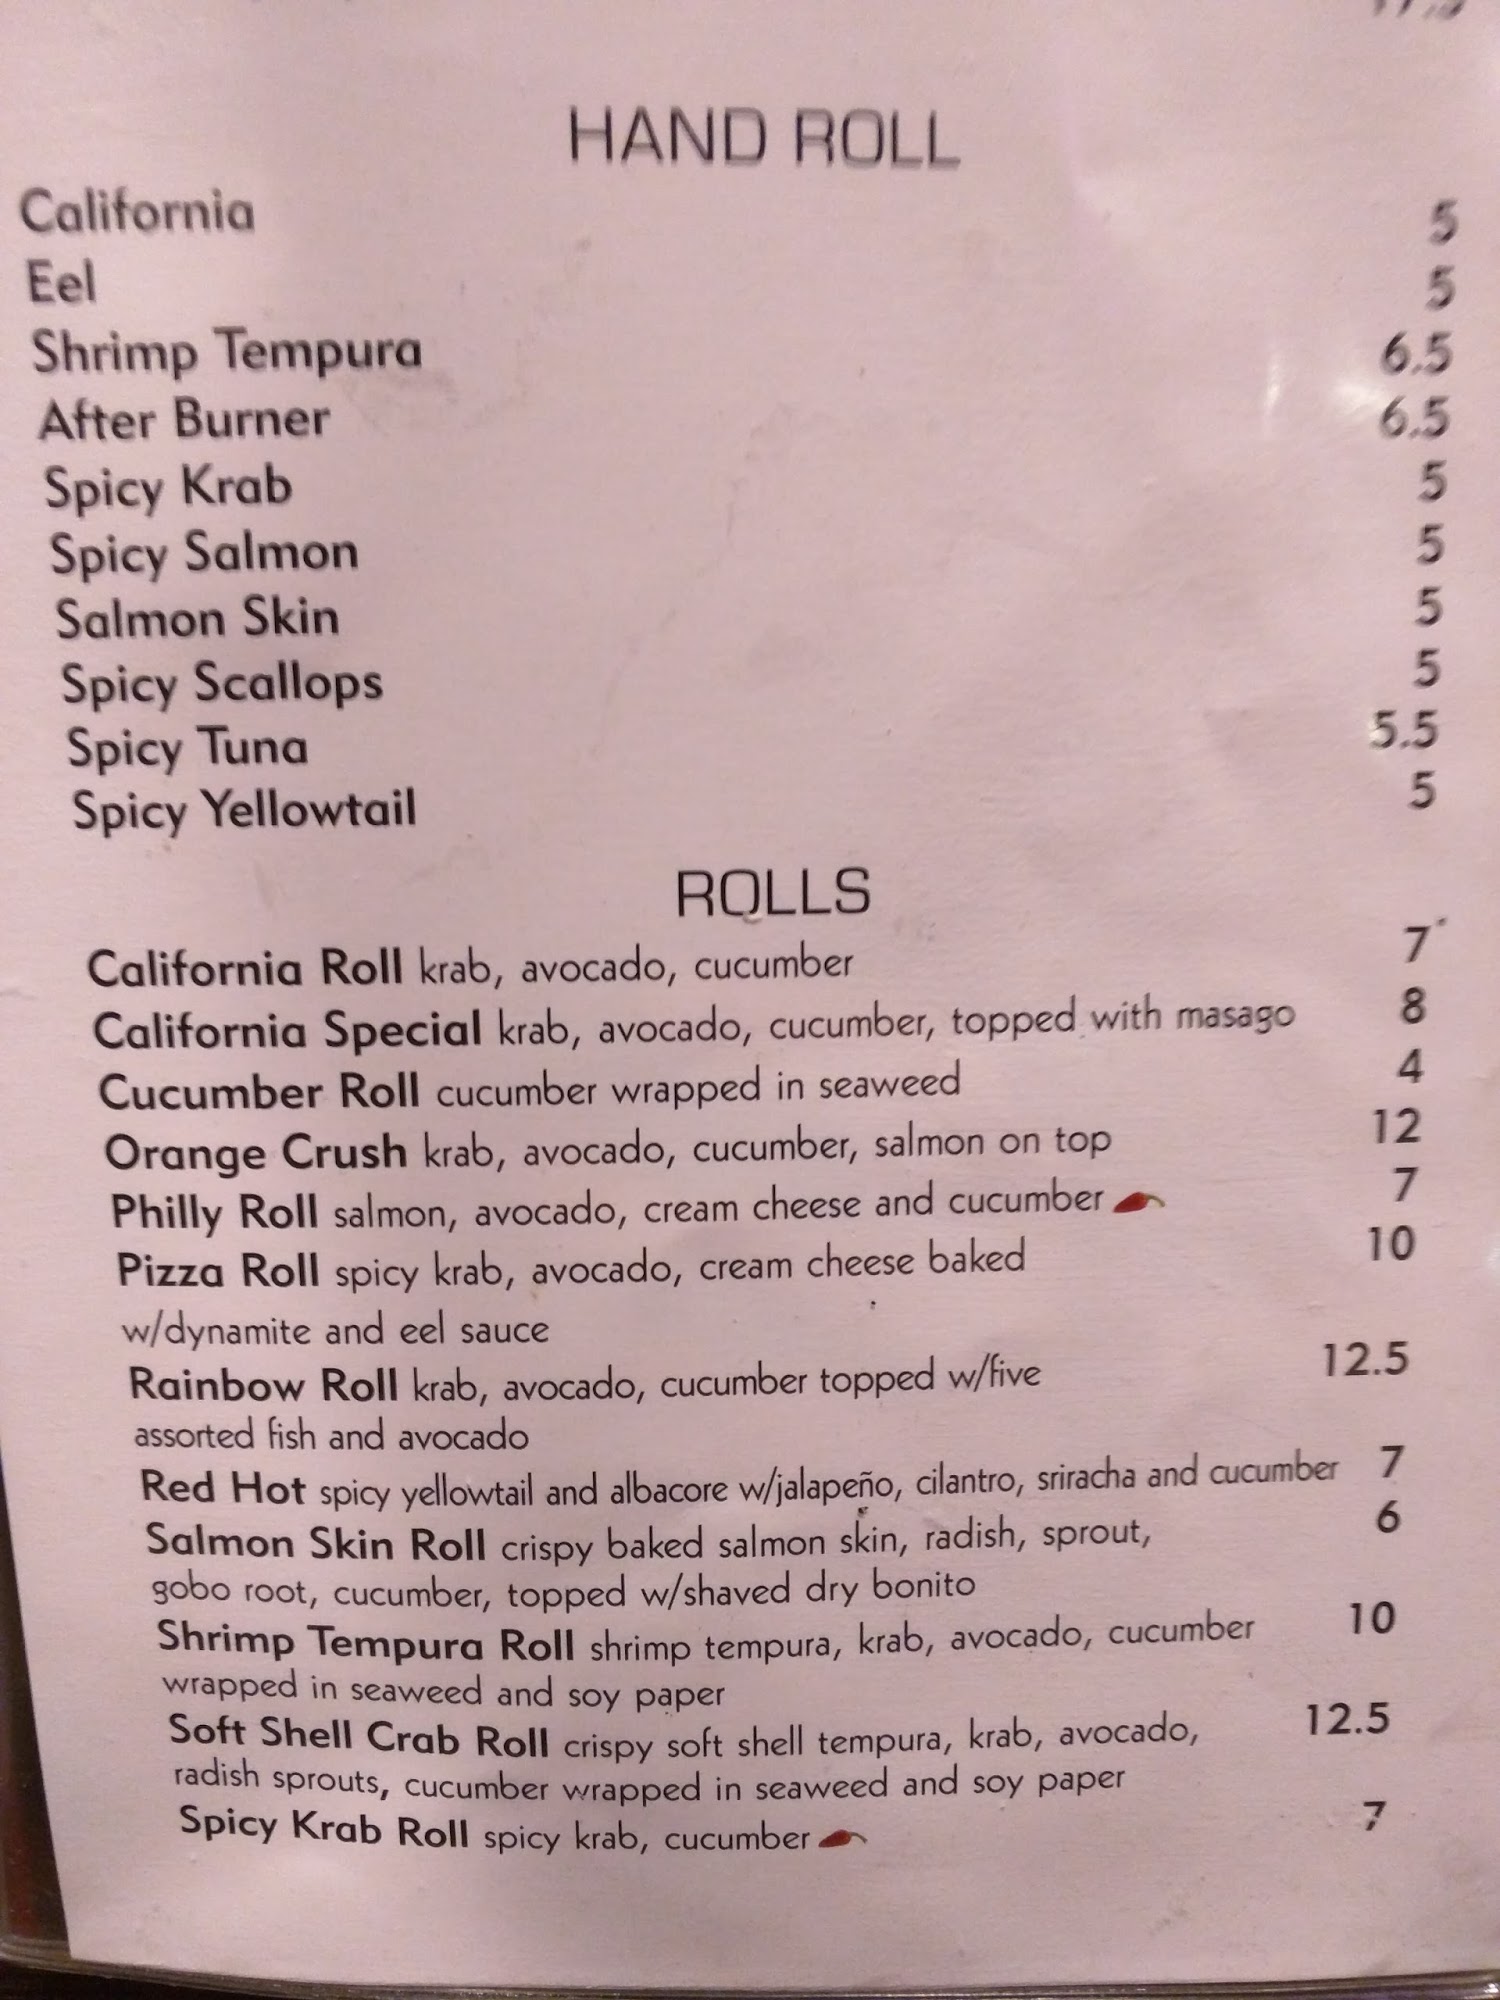 HAND ROLL
California 5
Eel 5
Shrimp Tempura 6.5
After Burner 6.5
Spicy Krab 5
Spicy Salmon 5
Salmon Skin 5
Spicy Scallops 5
Spicy Tuna 5.5
Spicy Yellowtail 5
ROLLS
California Roll krab, avocado, cucumber 7
California Special krab, avocado, cucumber, topped with masago 8
Cucumber Roll cucumber wrapped in seaweed 4
Orange Crush krab, avocado, cucumber, salmon on top 12
Philly Roll salmon, avocado, cream cheese and cucumber 7
Pizza Roll spicy krab, avocado, cream cheese baked 10
w/dynamite and eel sauce
Rainbow Roll krab, avocado, cucumber topped w/five 12.5
assorted fish and avocado
Red Hot spicy yellowtail and albacore w/jalapeño, cilantro, sriracha and cucumber 7
Salmon Skin Roll crispy baked salmon skin, radish, sprout, 6
gobo root, cucumber, topped w/shaved dry bonito
Shrimp Tempura Roll shrimp tempura, krab, avocado, cucumber 10
wrapped in seaweed and soy paper
Soft Shell Crab Roll crispy soft shell tempura, krab, avocado, 12.5
radish sprouts, cucumber wrapped in seaweed and soy paper
Spicy Krab Roll spicy krab, cucumber 7